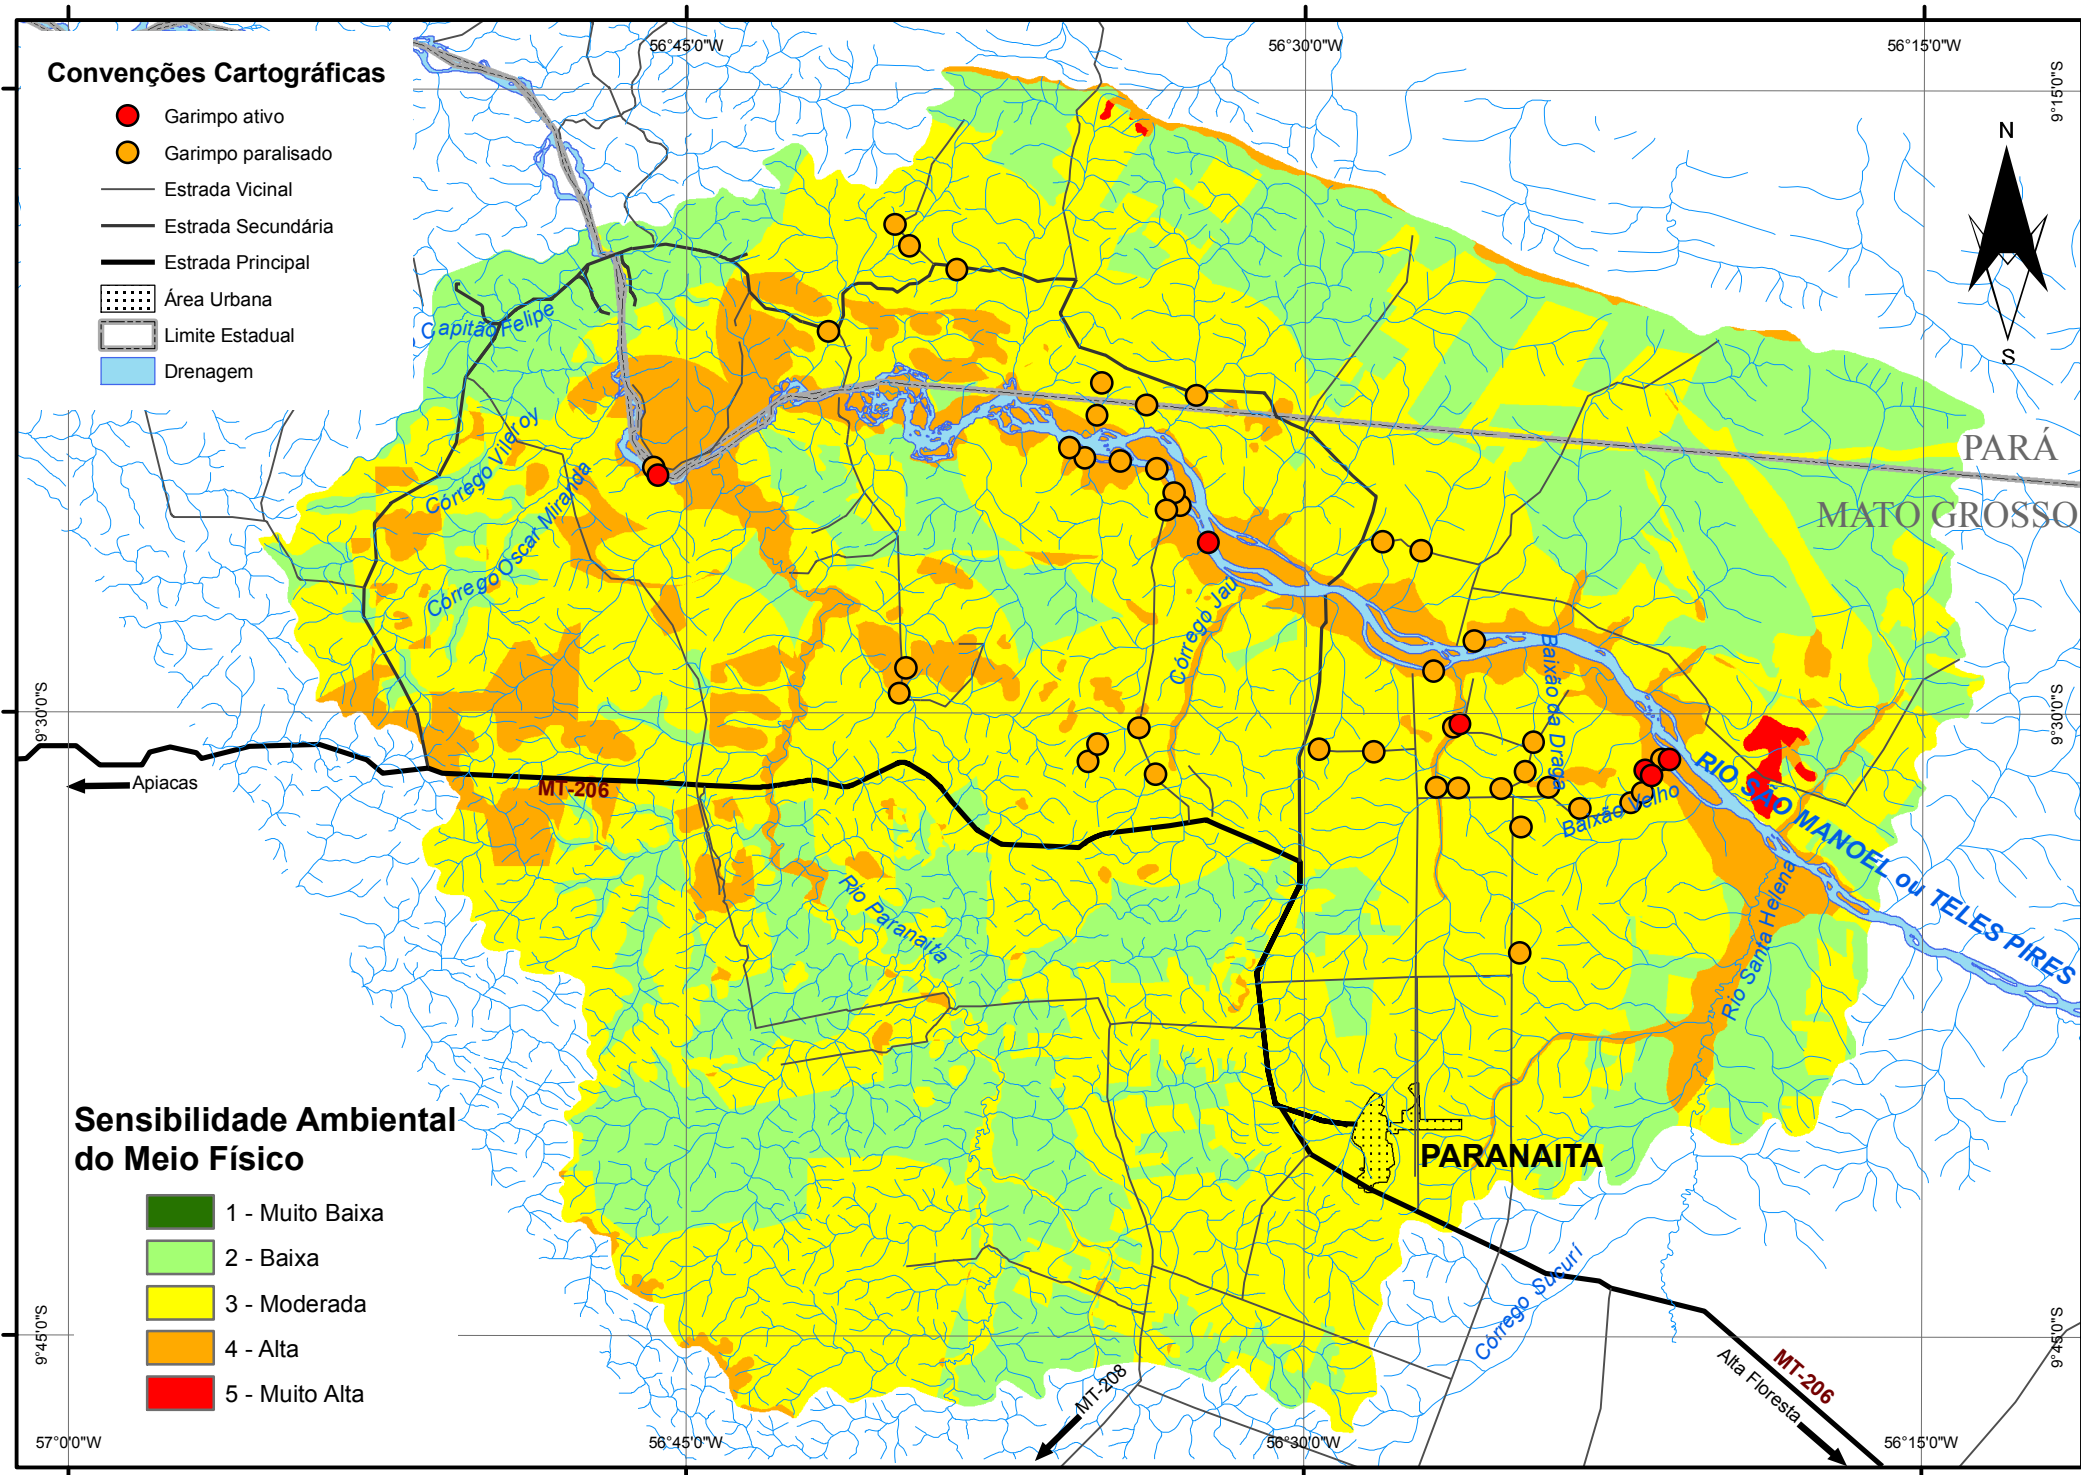 56°45'0"W
56°30'0"W
56°15'0"W
Convenções Cartográficas
Garimpo ativo
Garimpo paralisado
Estrada Vicinal
Estrada Secundária
Estrada Principal
Área Urbana
Limite Estadual
Drenagem
9°15'0"S
N
S
Capitão Felipe
Córrego Vileroy
Córrego Oscar Miranda
PARÁ
MATO GROSSO
Córrego Jaú
Baixão da Draga
9°30'0"S
9°30'0"S
Apiacas
MT-206
Baixão Velho
RIO SÃO MANOEL ou TELES PIRES
Rio Paranaita
Rio Santa Helena
Sensibilidade Ambiental
do Meio Físico
1 - Muito Baixa
2 - Baixa
3 - Moderada
4 - Alta
5 - Muito Alta
PARANAITA
Córrego Sucurí
9°45'0"S
9°45'0"S
MT-208
MT-206
Alta Floresta
57°0'0"W
56°45'0"W
56°30'0"W
56°15'0"W